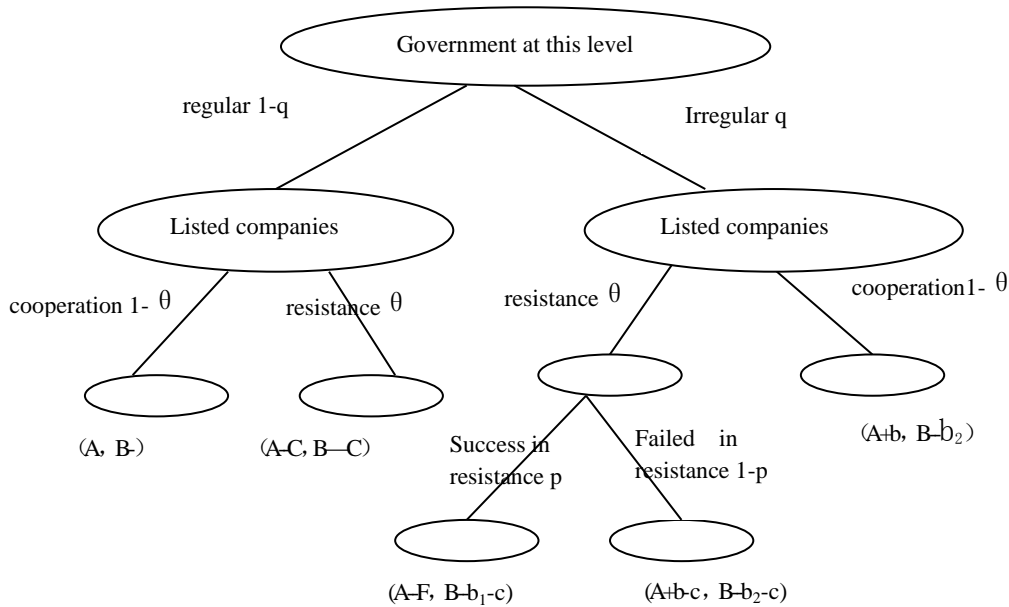 Government at this level
regular 1-q
Irregular q
Listed companies
Listed companies
cooperation 1- θ
resistance θ
resistance θ
cooperation1- θ
(A, B-)
(A-C, B—C)
Success in
resistance p
Failed in
resistance 1-p
(A+b, B-b₂)
(A-F, B-b₁-c)
(A+b-c, B-b₂-c)